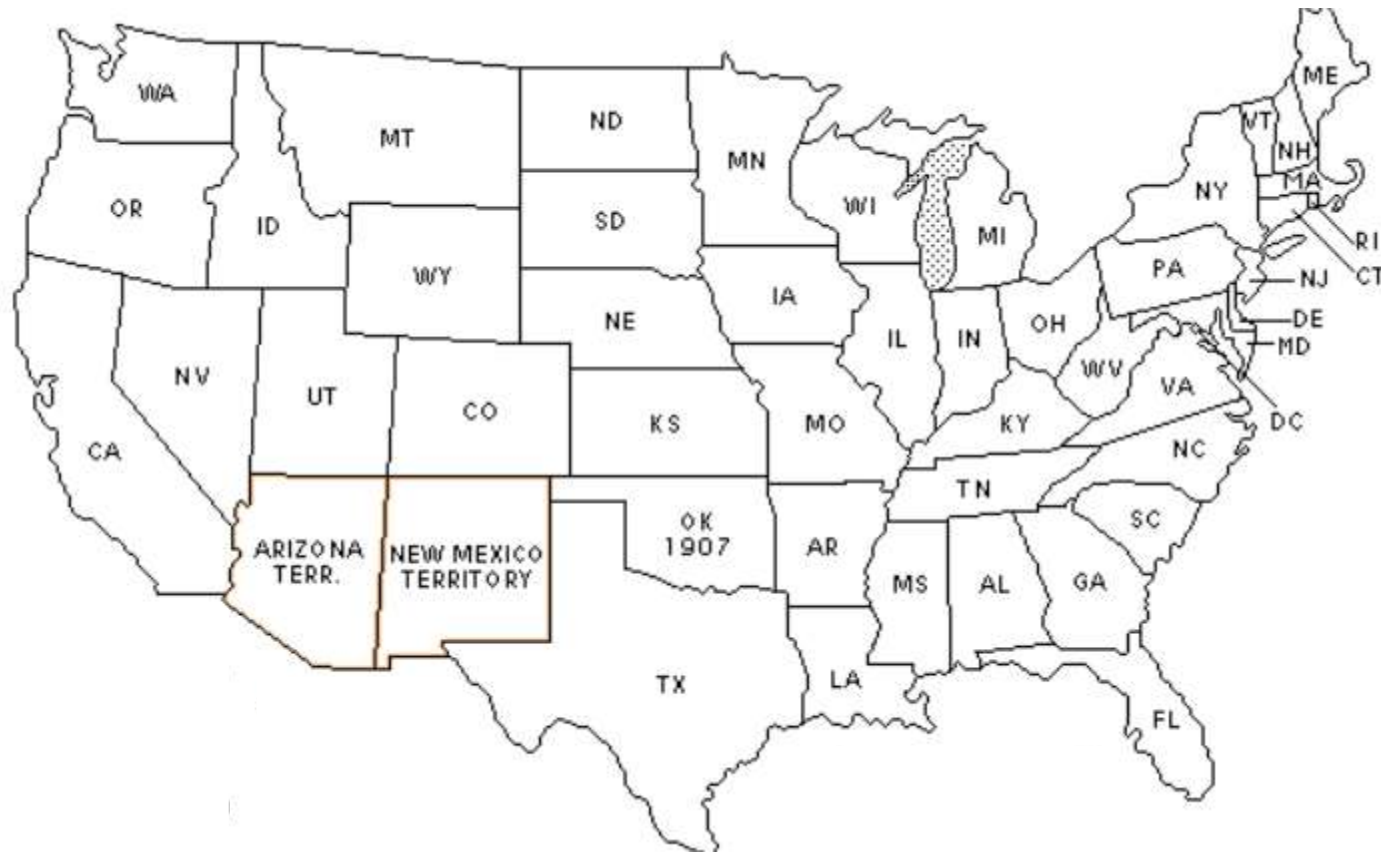 WA
MT
ND
MN
ME
VT
NH
MA
NY
OR
ID
SD
WI
MI
RI
WY
PA
CT
IA
NJ
NE
OH
DE
IL
IN
MD
NV
UT
CO
WV
VA
KS
MO
KY
DC
CA
NC
TN
OK
1907
SC
ARIZONA
TERR.
NEW MEXICO
TERRITORY
AR
MS
AL
GA
TX
LA
FL